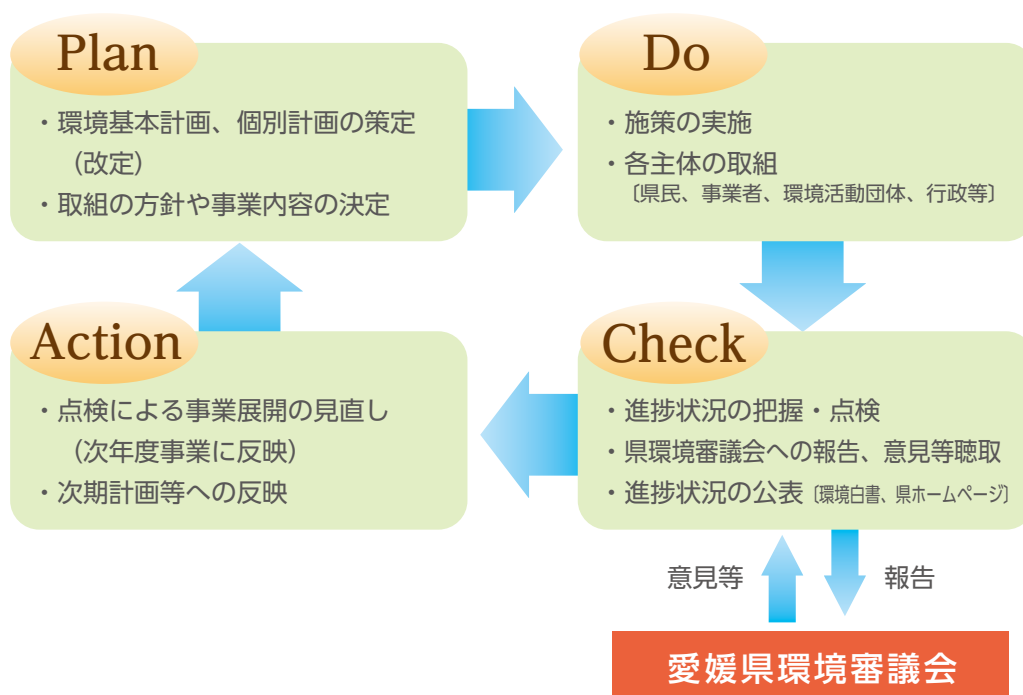 Plan
・環境基本計画、個別計画の策定
（改定）
・取組の方針や事業内容の決定
Do
・施策の実施
・各主体の取組
〔県民、事業者、環境活動団体、行政等〕
Action
・点検による事業展開の見直し
（次年度事業に反映）
・次期計画等への反映
Check
・進捗状況の把握・点検
・県環境審議会への報告、意見等聴取
・進捗状況の公表〔環境白書、県ホームページ〕
意見等
報告
愛媛県環境審議会